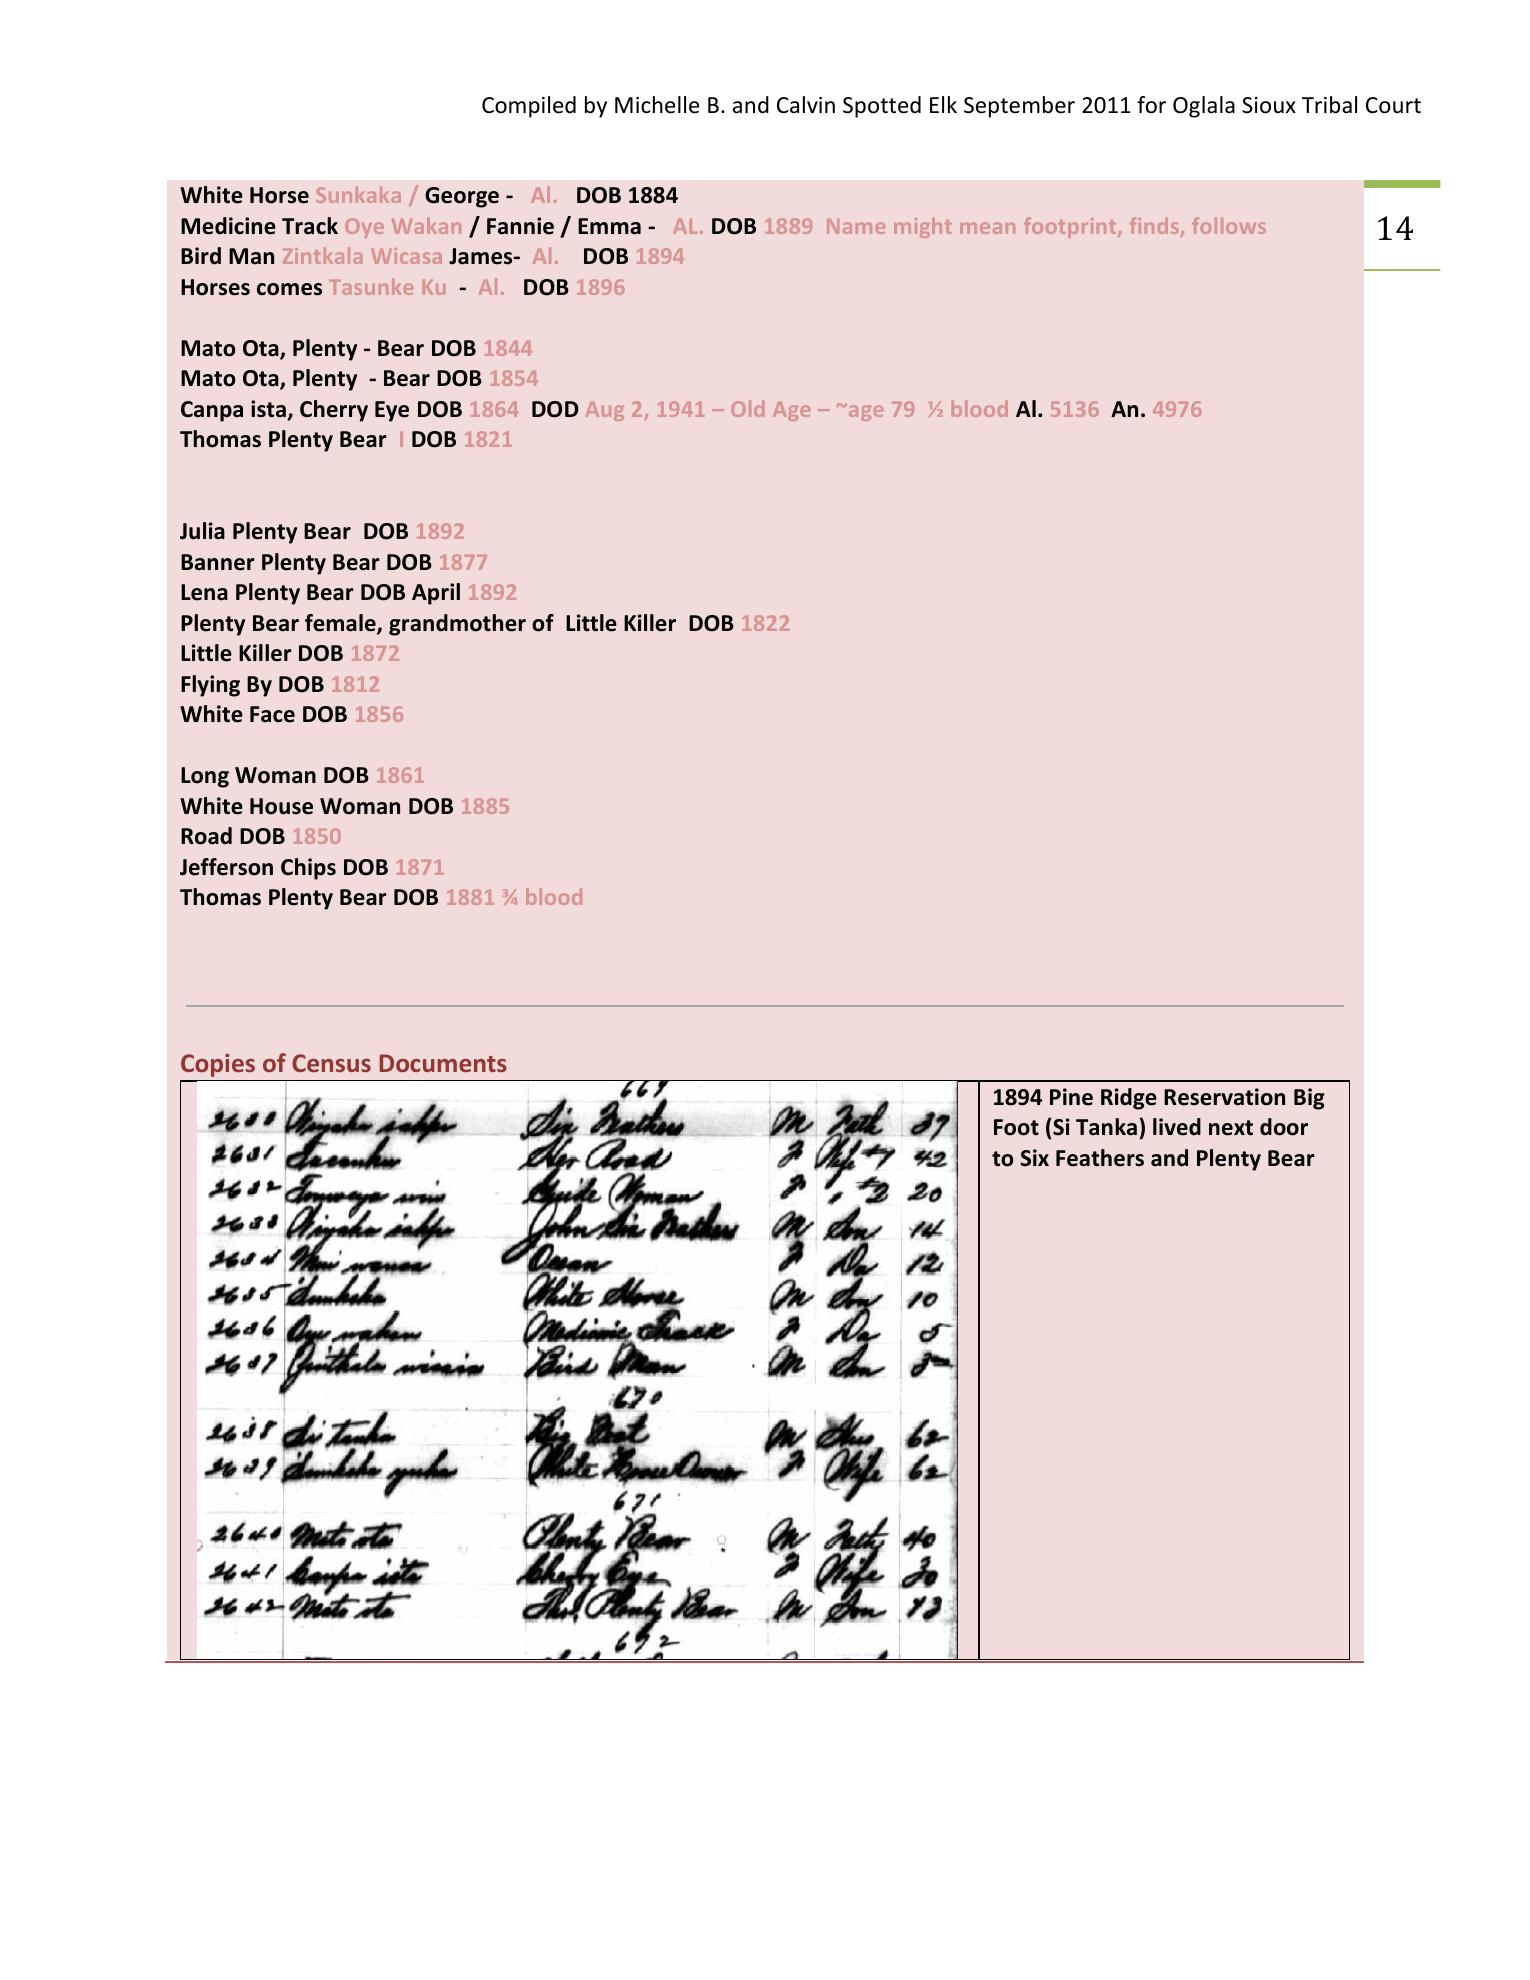 Compiled by Michelle B. and Calvin Spotted Elk September 2011 for Oglala Sioux Tribal Court
14
White Horse Sunkaka / George - Al. DOB 1884
Medicine Track Oye Wakan / Fannie / Emma - AL. DOB 1889 Name might mean footprint, finds, follows
Bird Man Zintkala Wicasa James- Al. DOB 1894
Horses comes Tasunke Ku - Al. DOB 1896
Mato Ota, Plenty - Bear DOB 1844
Mato Ota, Plenty - Bear DOB 1854
Canpa ista, Cherry Eye DOB 1864 DOD Aug 2, 1941 – Old Age – ~age 79 ½ blood Al. 5136 An. 4976
Thomas Plenty Bear I DOB 1821
Julia Plenty Bear DOB 1892
Banner Plenty Bear DOB 1877
Lena Plenty Bear DOB April 1892
Plenty Bear female, grandmother of Little Killer DOB 1822
Little Killer DOB 1872
Flying By DOB 1812
White Face DOB 1856
Long Woman DOB 1861
White House Woman DOB 1885
Road DOB 1850
Jefferson Chips DOB 1871
Thomas Plenty Bear DOB 1881 ¾ blood
Copies of Census Documents
669
2630 Six Feathers M Fath 37
2631 Her Road F Wife #1 42
2632 Guide Woman F " #2 20
2633 John Six Feathers M Son 14
2634 Mini Ocean F Da 12
2635 Sunkska White Horse M Son 10
2636 Oye wakan Medicine Track F Da 5
2637 Bird Man M Son
670
2638 Si tanka Big Foot M Hus 62
2639 Sunkska yuha White Horse Owner F Wife 62
671
2640 Mato ota Plenty Bear M Fath 40
2641 Canpa ista Cherry Eye F Wife 30
2642 Mato ota Tho. Plenty Bear M Son 13
672
1894 Pine Ridge Reservation Big
Foot (Si Tanka) lived next door
to Six Feathers and Plenty Bear